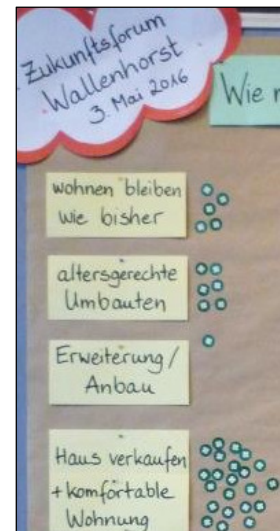 Zukunftsforum
Wallenhorst
3. Mai 2016
Wie
wohnen bleiben
wie bisher
altersgerechte
Umbauten
Erweiterung /
Anbau
Haus verkaufen
+ komfortable
Wohnung